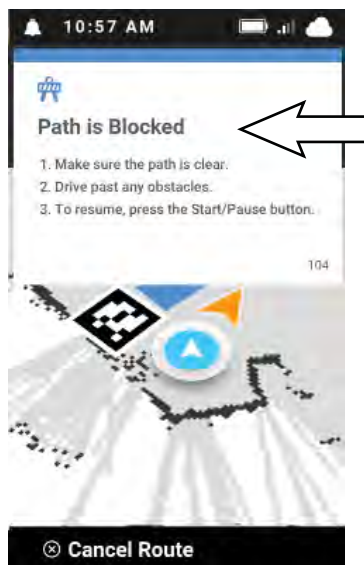 10:57 AM
Path is Blocked
1. Make sure the path is clear.
2. Drive past any obstacles.
3. To resume, press the Start/Pause button.
104
Cancel Route